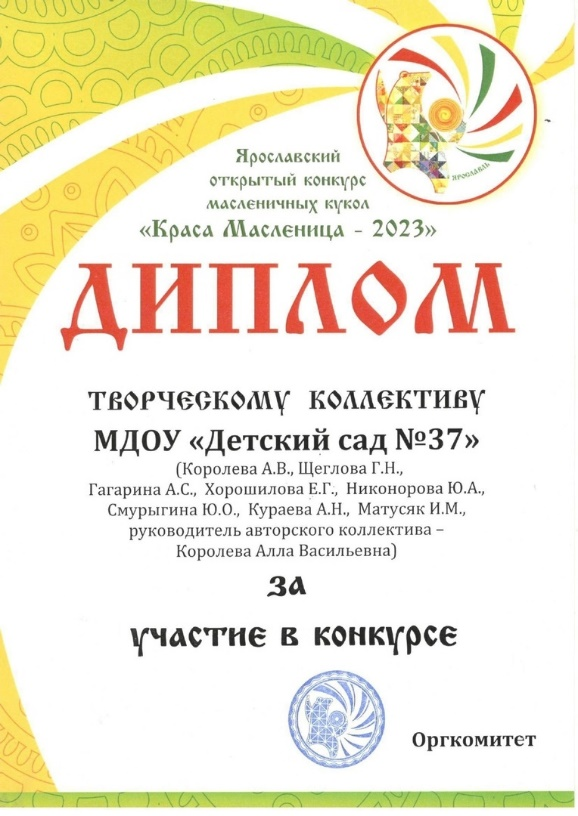 ЯРОСЛАВЛЬ
Ярославский
открытый конкурс
масленичных кукол
«Краса Масленица - 2023»
ДИПЛОМ
ТВОРЧЕСКОМУ КОЛЛЕКТИВУ
МДОУ «Детский сад №37»
(Королева А.В., Щеглова Г.Н.,
Гагарина А.С., Хорошилова Е.Г., Никонорова Ю.А.,
Смурыгина Ю.О., Кураева А.Н., Матусяк И.М.,
руководитель авторского коллектива –
Королева Алла Васильевна)
ЗА
УЧАСТИЕ В КОНКУРСЕ
Оргкомитет